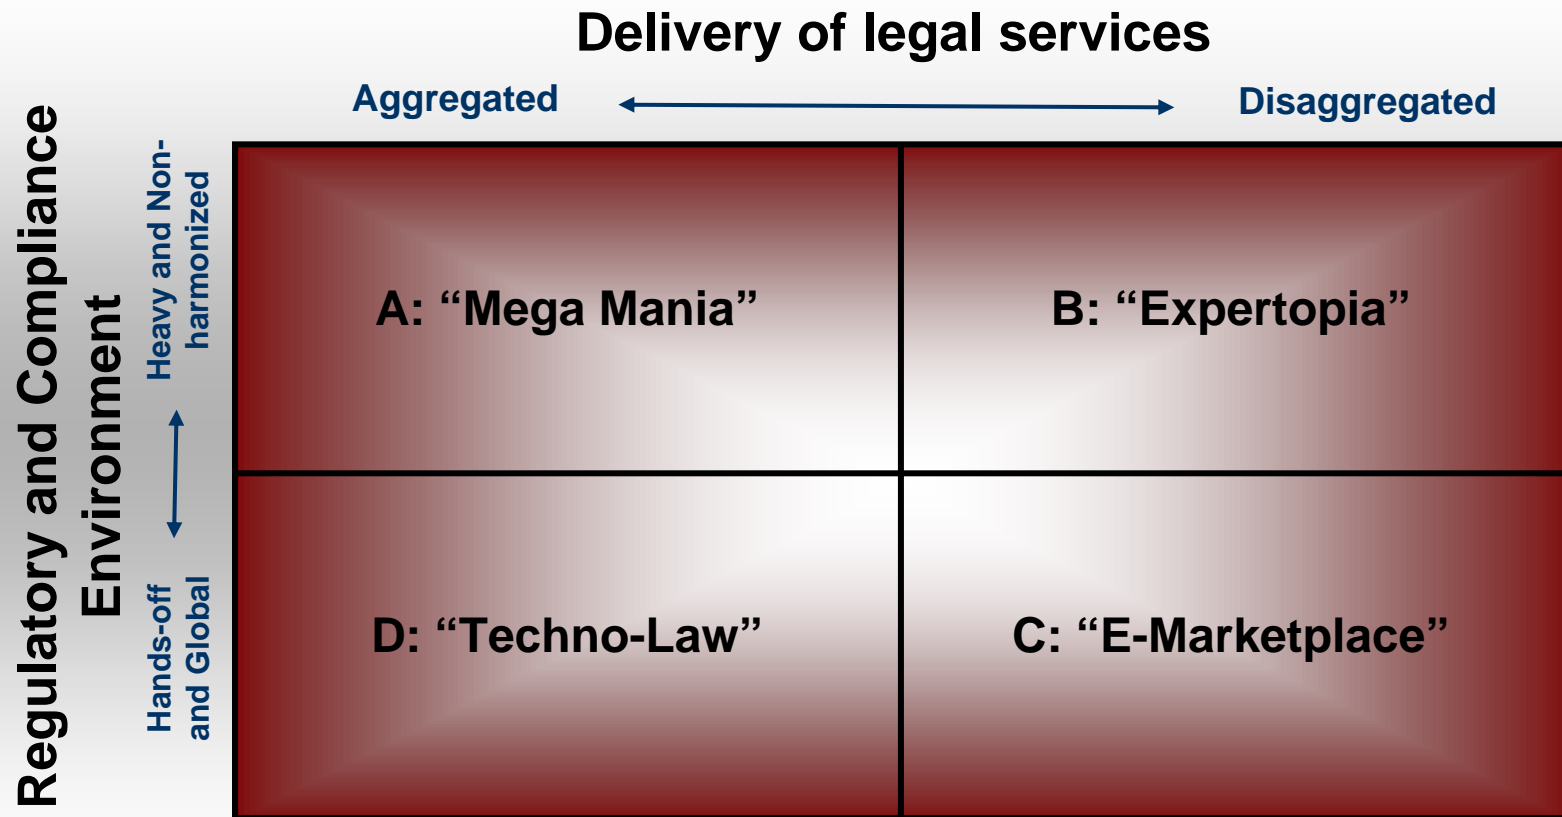 Delivery of legal services
Aggregated
Disaggregated
Regulatory and Compliance
Environment
Heavy and Non-
harmonized
Hands-off
and Global
A: “Mega Mania”
B: “Expertopia”
D: “Techno-Law”
C: “E-Marketplace”